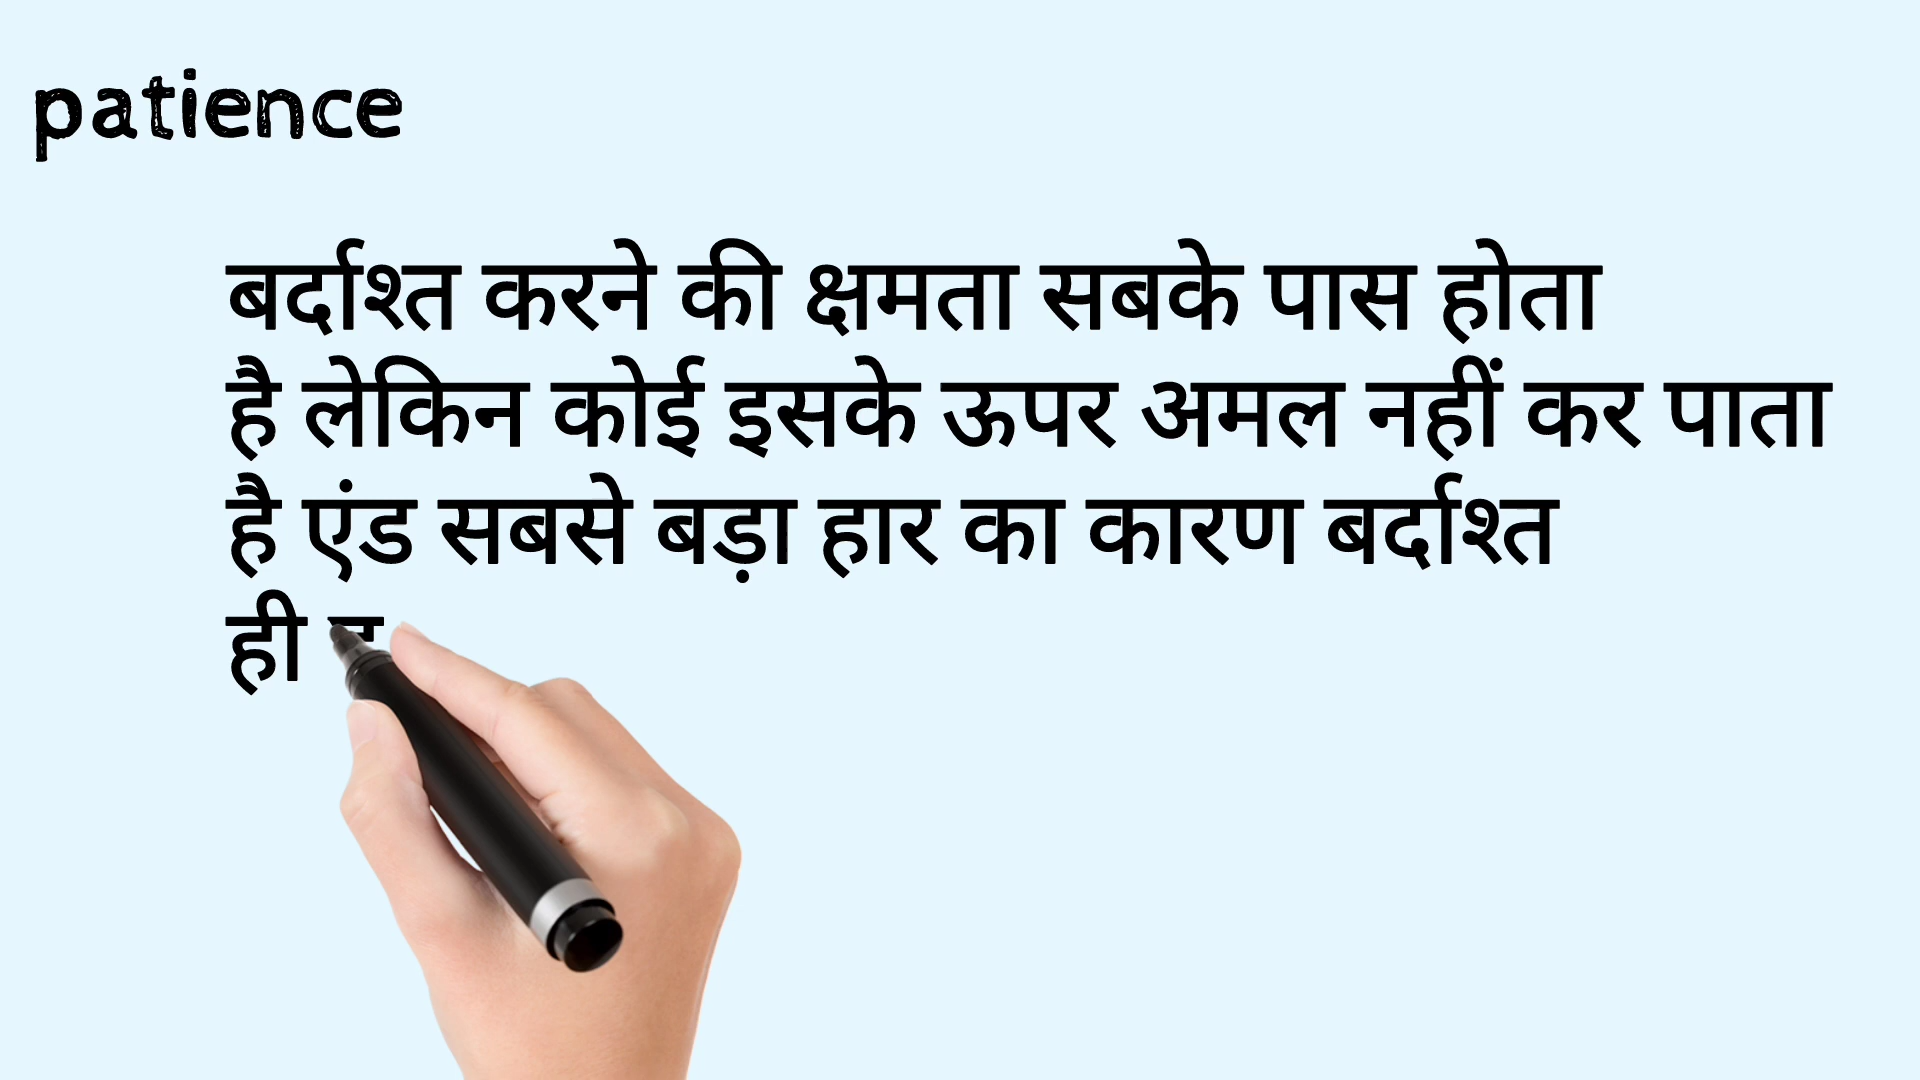 patience
बर्दाश्त करने की क्षमता सबके पास होता
है लेकिन कोई इसके ऊपर अमल नहीं कर पाता
है एंड सबसे बड़ा हार का कारण बर्दाश्त
ही